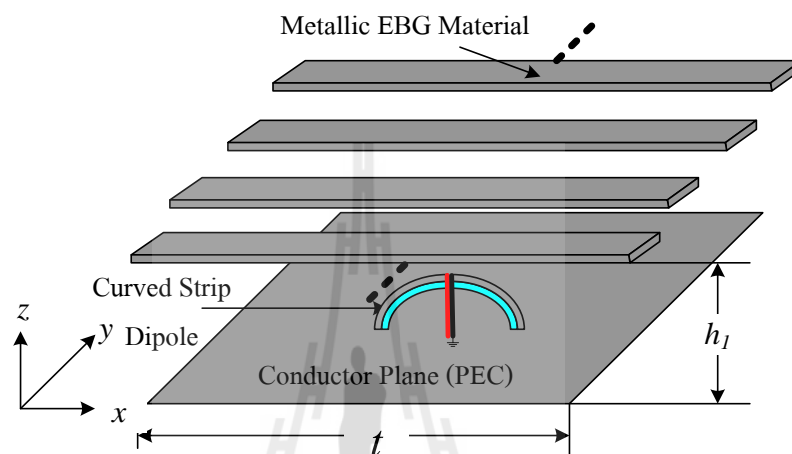 Metallic EBG Material
Curved Strip
Dipole
Conductor Plane (PEC)
z
y
x
h1
t